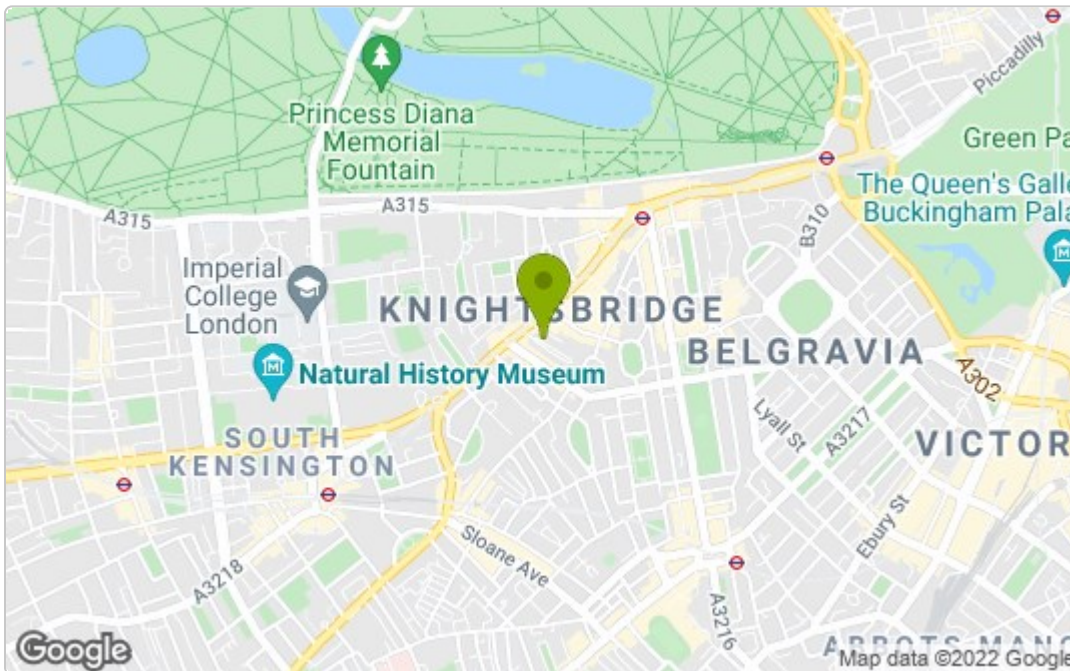 Piccadilly
Princess Diana
Memorial
Fountain
Green Pa
The Queen's Galle
Buckingham Pala
A315
A315
B310
Imperial
College
London
KNIGHTSBRIDGE
BELGRAVIA
Natural History Museum
A302
Lyall St
A3217
SOUTH
KENSINGTON
VICTOR
Ebury St
Sloane Ave
A3218
A3216
ABBOTS MANO
Google
Map data ©2022 Google